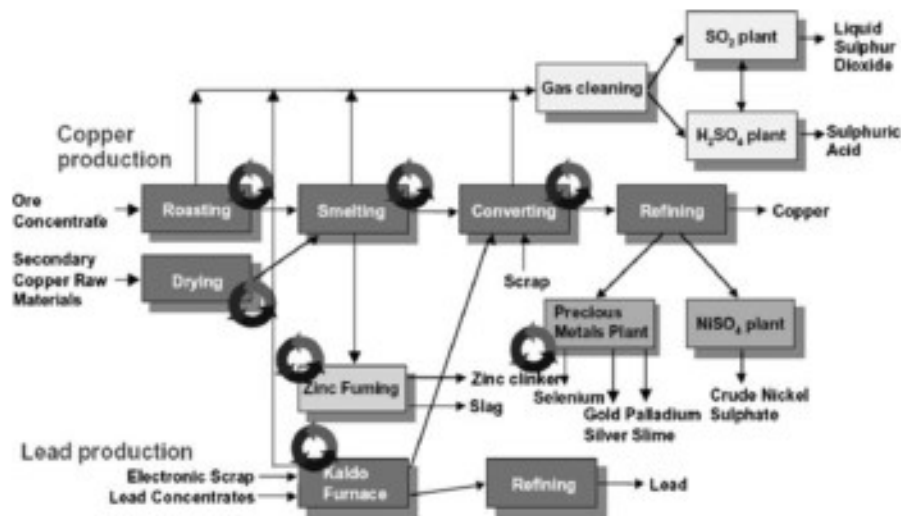 SO₂ plant
Liquid
Sulphur
Dioxide
Gas cleaning
H₂SO₄ plant
Sulphuric
Acid
Copper
production
Ore
Concentrate
Roasting
Smelting
Converting
Refining
Copper
Secondary
Copper Raw
Materials
Drying
Scrap
Precious
Metals Plant
NiSO₄ plant
Zinc Fuming
Zinc clinker
Slag
Selenium
Gold Palladium
Silver Slime
Crude Nickel
Sulphate
Lead production
Electronic Scrap
Lead Concentrates
Kaldo
Furnace
Refining
Lead